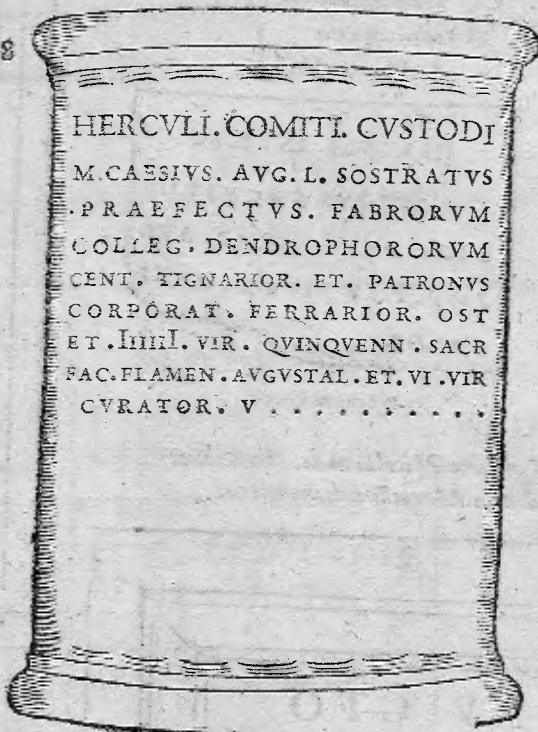 8
HERCVLI. COMITI. CVSTODI
M. CAESIVS. AVG. L. SOSTRATVS
.PRAEFECTVS. FABRORVM
COLLEG. DENDROPHORORVM
CENT. TIGNARIOR. ET. PATRONVS
CORPORAT. FERRARIOR. OST
ET. IIIIII. VIR. QVINQVENN. SACR
FAC. FLAMEN. AVGVSTAL. ET. VI. VIR
CVRATOR. V . . . . . . . . . .